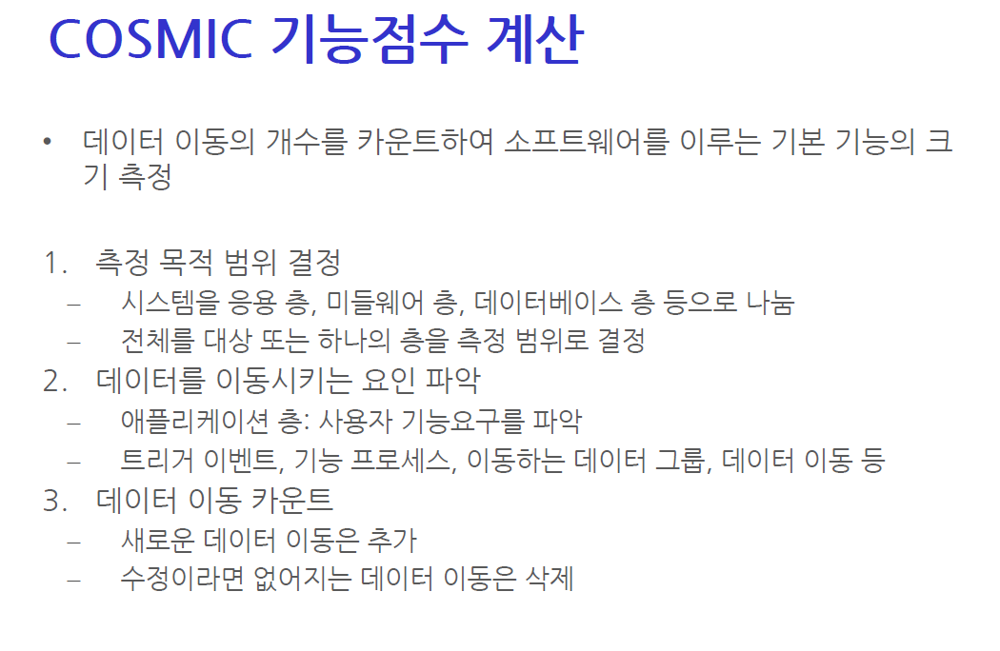 COSMIC 기능점수 계산
• 데이터 이동의 개수를 카운트하여 소프트웨어를 이루는 기본 기능의 크
기 측정
1. 측정 목적 범위 결정
– 시스템을 응용 층, 미들웨어 층, 데이터베이스 층 등으로 나눔
– 전체를 대상 또는 하나의 층을 측정 범위로 결정
2. 데이터를 이동시키는 요인 파악
– 애플리케이션 층: 사용자 기능요구를 파악
– 트리거 이벤트, 기능 프로세스, 이동하는 데이터 그룹, 데이터 이동 등
3. 데이터 이동 카운트
– 새로운 데이터 이동은 추가
– 수정이라면 없어지는 데이터 이동은 삭제